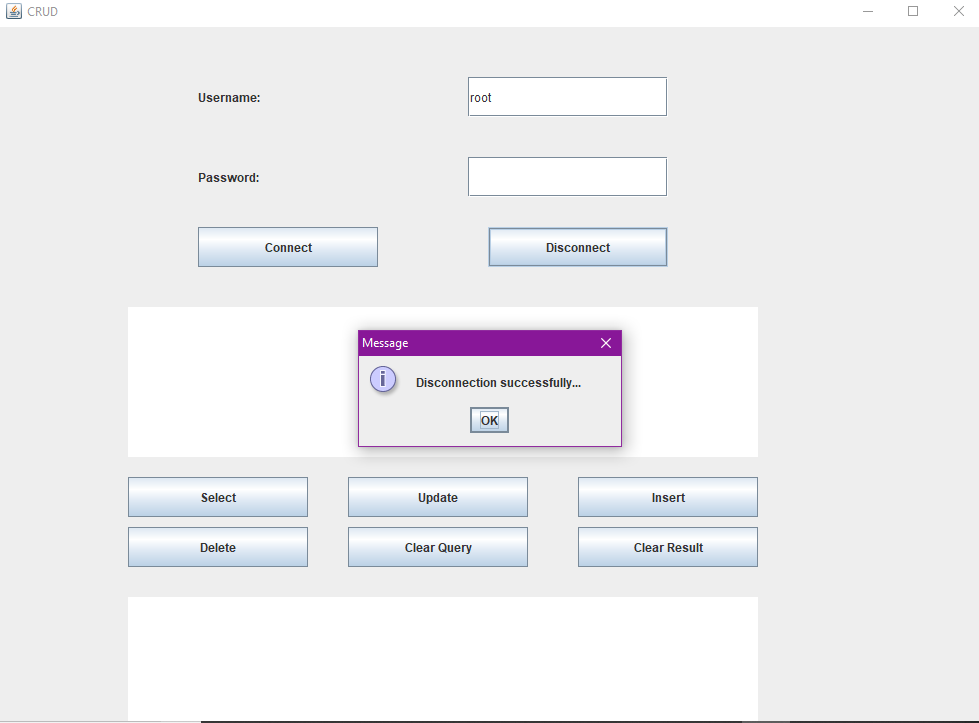 CRUD
Username:
root
Password:
Connect
Disconnect
Message
i
Disconnection successfully...
OK
Select
Update
Insert
Delete
Clear Query
Clear Result